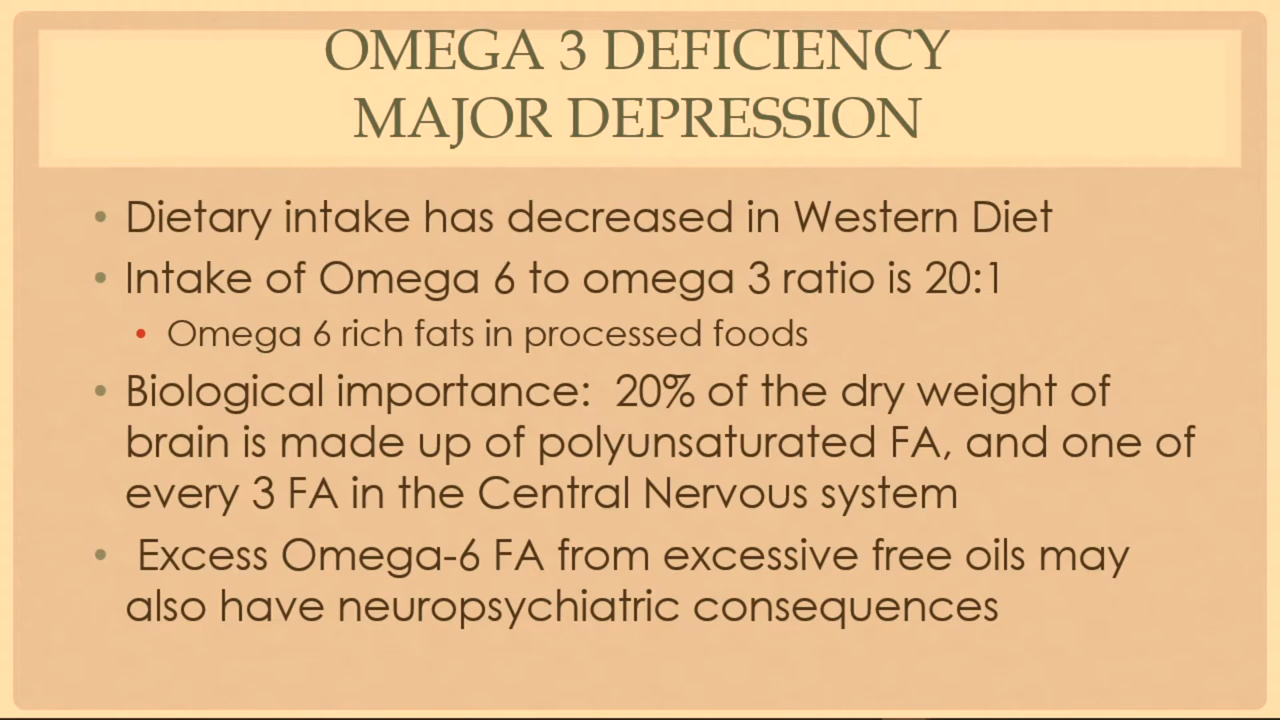 OMEGA 3 DEFICIENCY
MAJOR DEPRESSION
• Dietary intake has decreased in Western Diet
• Intake of Omega 6 to omega 3 ratio is 20:1
• Omega 6 rich fats in processed foods
• Biological importance:  20% of the dry weight of
brain is made up of polyunsaturated FA, and one of
every 3 FA in the Central Nervous system
• Excess Omega-6 FA from excessive free oils may
also have neuropsychiatric consequences